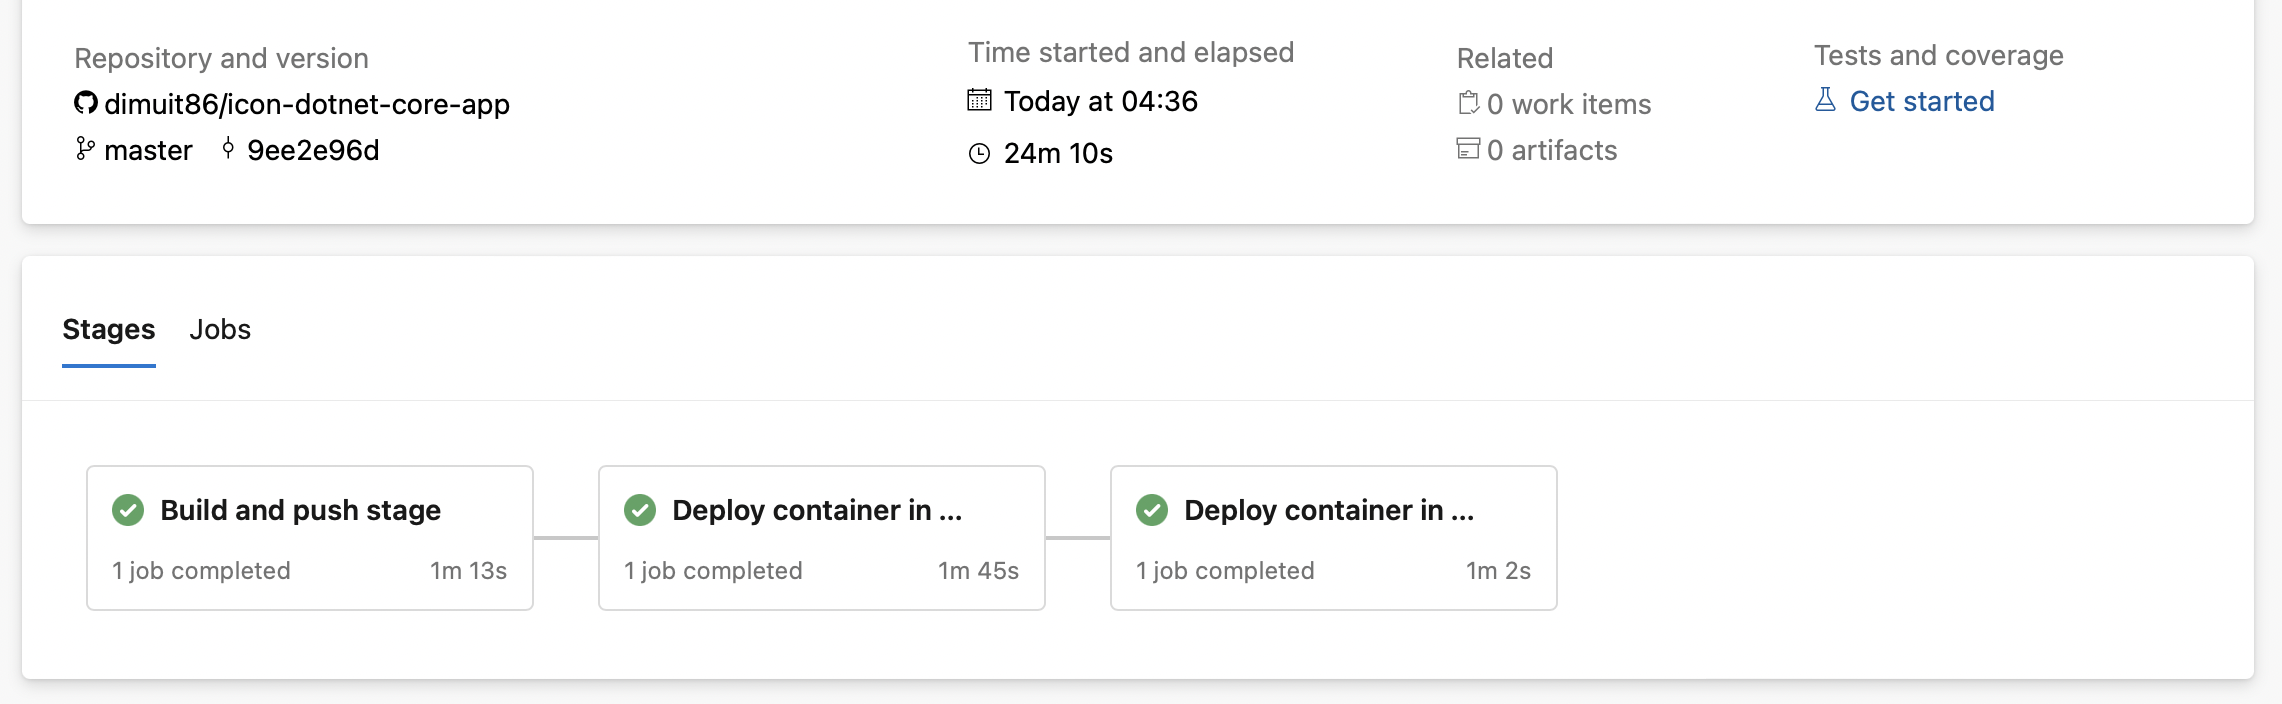 Repository and version
dimuit86/icon-dotnet-core-app
master 9ee2e96d
Time started and elapsed
Today at 04:36
24m 10s
Related
0 work items
0 artifacts
Tests and coverage
Get started
Stages Jobs
Build and push stage
1 job completed 1m 13s
Deploy container in ...
1 job completed 1m 45s
Deploy container in ...
1 job completed 1m 2s